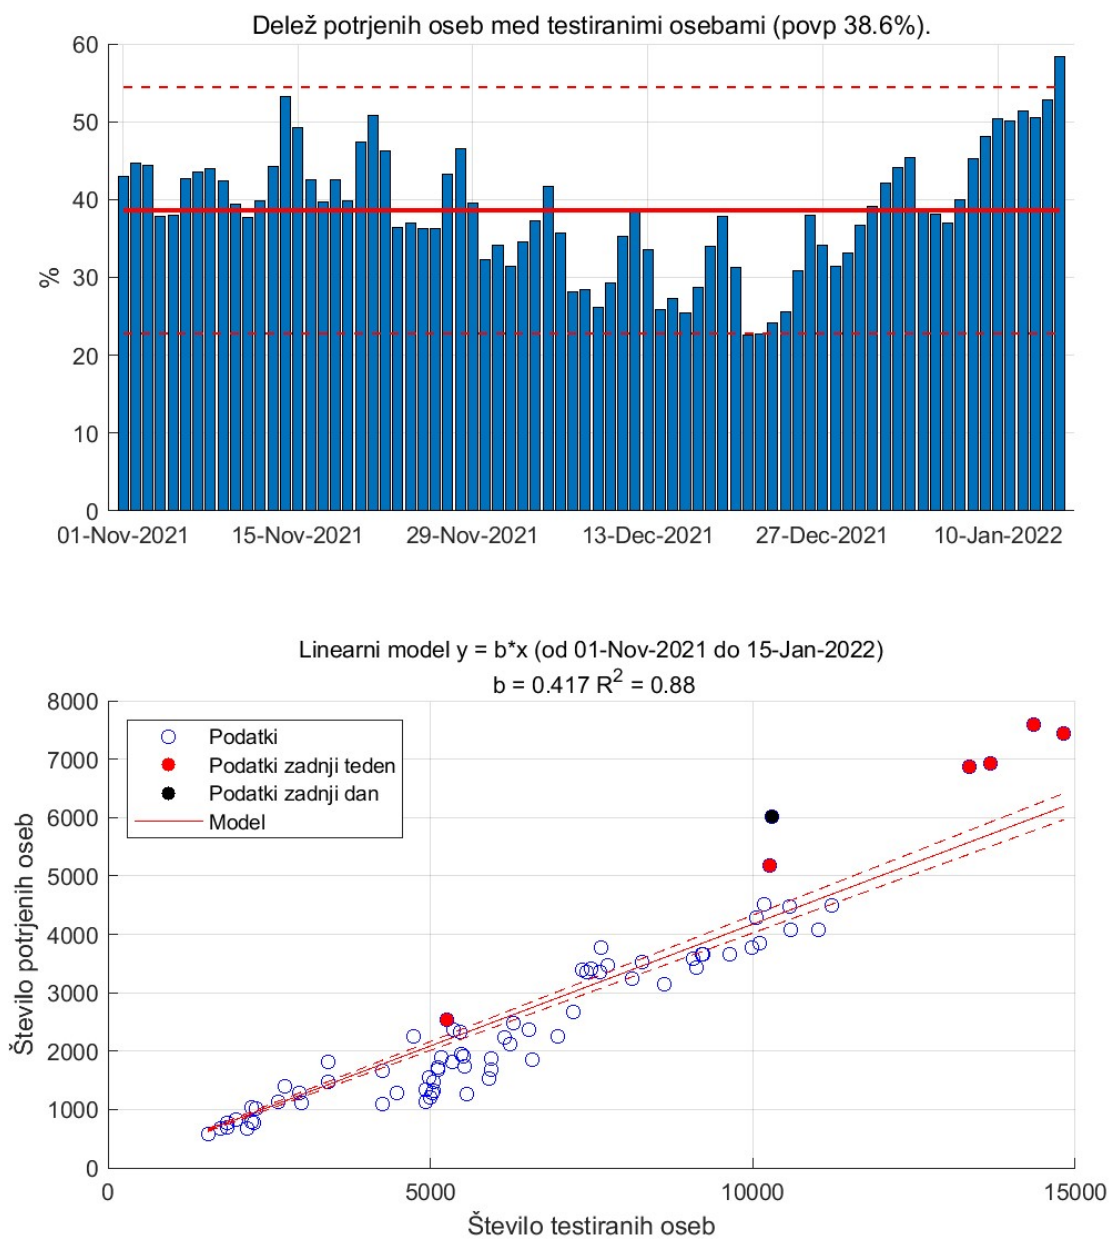 Delež potrjenih oseb med testiranimi osebami (povp 38.6%).
60
50
40
30
20
10
0
%
01-Nov-2021 15-Nov-2021 29-Nov-2021 13-Dec-2021 27-Dec-2021 10-Jan-2022
Linearni model y = b*x (od 01-Nov-2021 do 15-Jan-2022)
b = 0.417 R² = 0.88
8000
7000
6000
5000
4000
3000
2000
1000
0
Število potrjenih oseb
Podatki
Podatki zadnji teden
Podatki zadnji dan
Model
0 5000 10000 15000
Število testiranih oseb